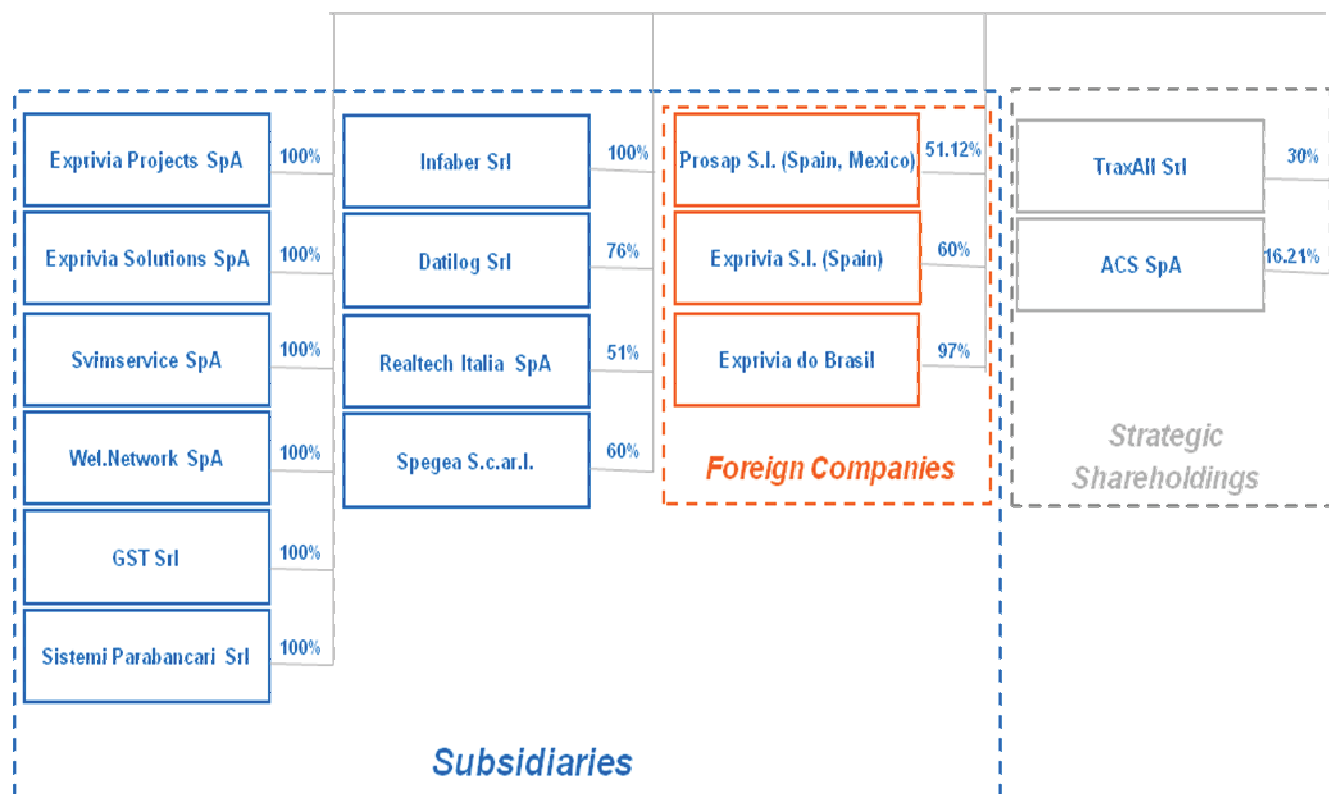 Exprivia Projects SpA 100%
Exprivia Solutions SpA 100%
Svimservice SpA 100%
Wel.Network SpA 100%
GST Srl 100%
Sistemi Parabancari Srl 100%
Infaber Srl 100%
Datilog Srl 76%
Realtech Italia SpA 51%
Spegea S.c.ar.l. 60%
Prosap S.l. (Spain, Mexico) 51.12%
Exprivia S.l. (Spain) 60%
Exprivia do Brasil 97%
Foreign Companies
TraxAll Srl 30%
ACS SpA 16.21%
Strategic
Shareholdings
Subsidiaries